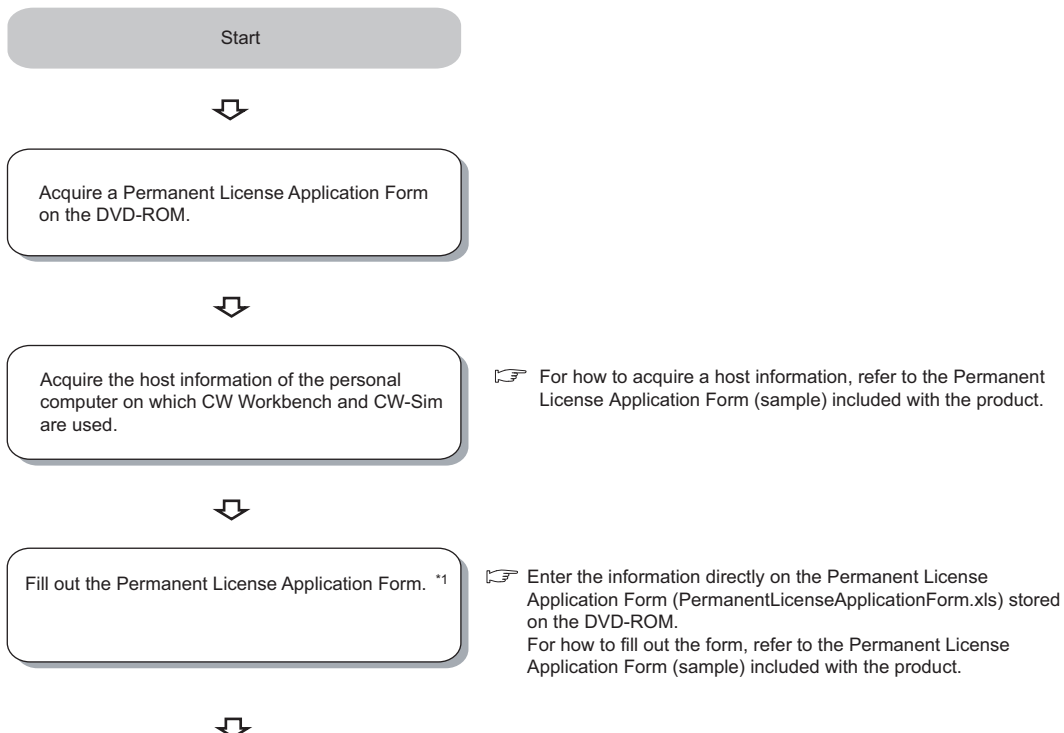 Start
Acquire a Permanent License Application Form
on the DVD-ROM.
Acquire the host information of the personal
computer on which CW Workbench and CW-Sim
are used.
For how to acquire a host information, refer to the Permanent
License Application Form (sample) included with the product.
Fill out the Permanent License Application Form. *1
Enter the information directly on the Permanent License
Application Form (PermanentLicenseApplicationForm.xls) stored
on the DVD-ROM.
For how to fill out the form, refer to the Permanent License
Application Form (sample) included with the product.